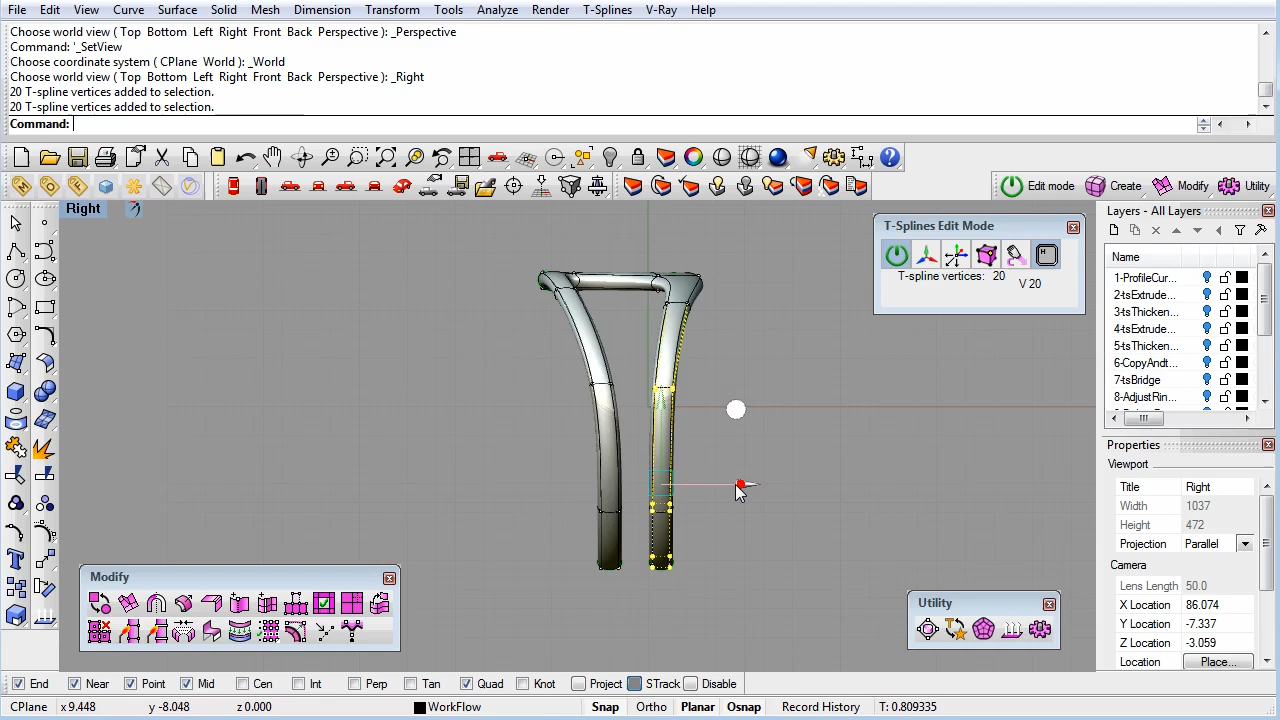 File Edit View Curve Surface Solid Mesh Dimension Transform Tools Analyze Render T-Splines V-Ray Help
Choose world view ( Top Bottom Left Right Front Back Perspective ): _Perspective
Command: '_SetView
Choose coordinate system ( CPlane World ): _World
Choose world view ( Top Bottom Left Right Front Back Perspective ): _Right
20 T-spline vertices added to selection.
20 T-spline vertices added to selection.
Command:
Edit mode Create Modify Utility
Right
T-Splines Edit Mode
T-spline vertices: 20
V 20
Layers - All Layers
Name
1-ProfileCur...
2-tsExtrude...
3-tsThicken...
4-tsExtrude...
5-tsThicken...
6-CopyAndt...
7-tsBridge
8-AdjustRin...
Properties
Viewport
Title Right
Width 1037
Height 472
Projection Parallel
Camera
Lens Length 50.0
X Location 86.074
Y Location -7.337
Z Location -3.059
Location Place...
Modify
Utility
End Near Point Mid Cen Int Perp Tan Quad Knot Project STrack Disable
CPlane x 9.448 y -8.048 z 0.000 WorkFlow Snap Ortho Planar Osnap Record History T: 0.809335